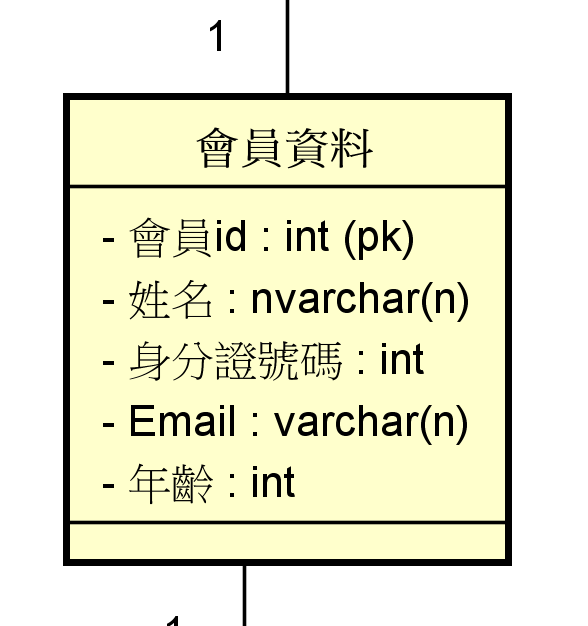 1
會員資料
- 會員id : int (pk)
- 姓名 : nvarchar(n)
- 身分證號碼 : int
- Email : varchar(n)
- 年齡 : int
1